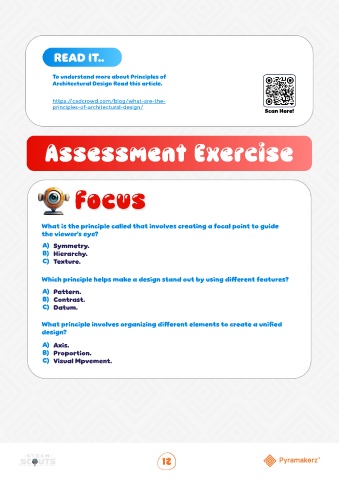 READ IT..
To understand more about Principles of
Architectural Design Read this article.
https://cadcrowd.com/blog/what-are-the-
principles-of-architectural-design/
Scan Here!
Assessment Exercise
Focus
What is the principle called that involves creating a focal point to guide
the viewer's eye?
A) Symmetry.
B) Hierarchy.
C) Texture.
Which principle helps make a design stand out by using different features?
A) Pattern.
B) Contrast.
C) Datum.
What principle involves organizing different elements to create a unified
design?
A) Axis.
B) Proportion.
C) Visual Mpvement.
STEAM
SCOUTS
12
Pyramakerz